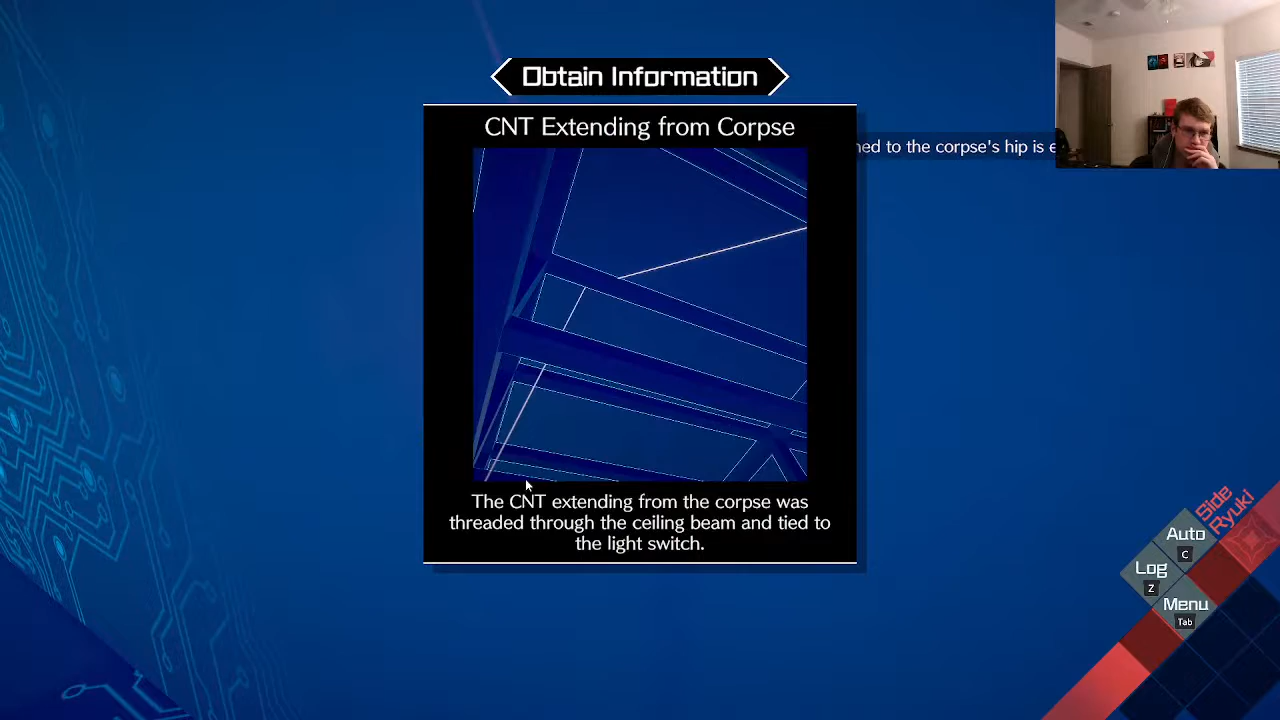 Obtain Information
CNT Extending from Corpse
hed to the corpse's hip is e
The CNT extending from the corpse was
threaded through the ceiling beam and tied to
the light switch.
Side
Ryuki
Auto
C
Log
Z
Menu
Tab